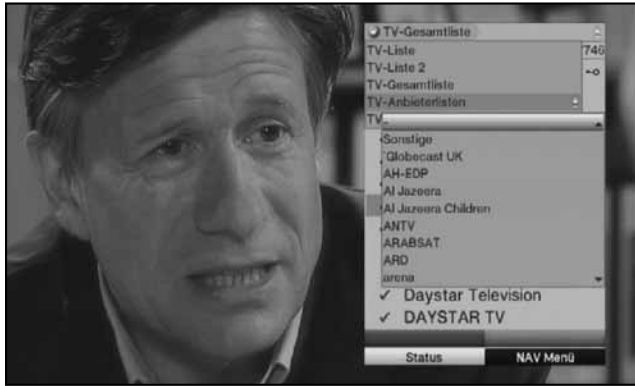 TV-Gesamtliste
TV-Liste
746
TV-Liste 2
TV-Gesamtliste
TV-Anbieterlisten
TV
Sonstige
`Globecast UK
AH-EDP
Al Jazeera
Al Jazeera Children
ANTV
ARABSAT
ARD
arena
✓ Daystar Television
✓ DAYSTAR TV
Status
NAV Menü